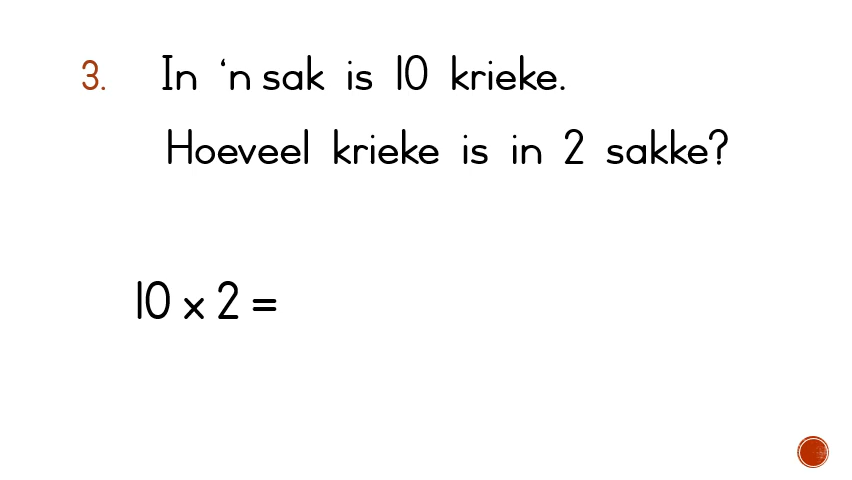 3. In 'n sak is 10 krieke.
Hoeveel krieke is in 2 sakke?
10 x 2 =